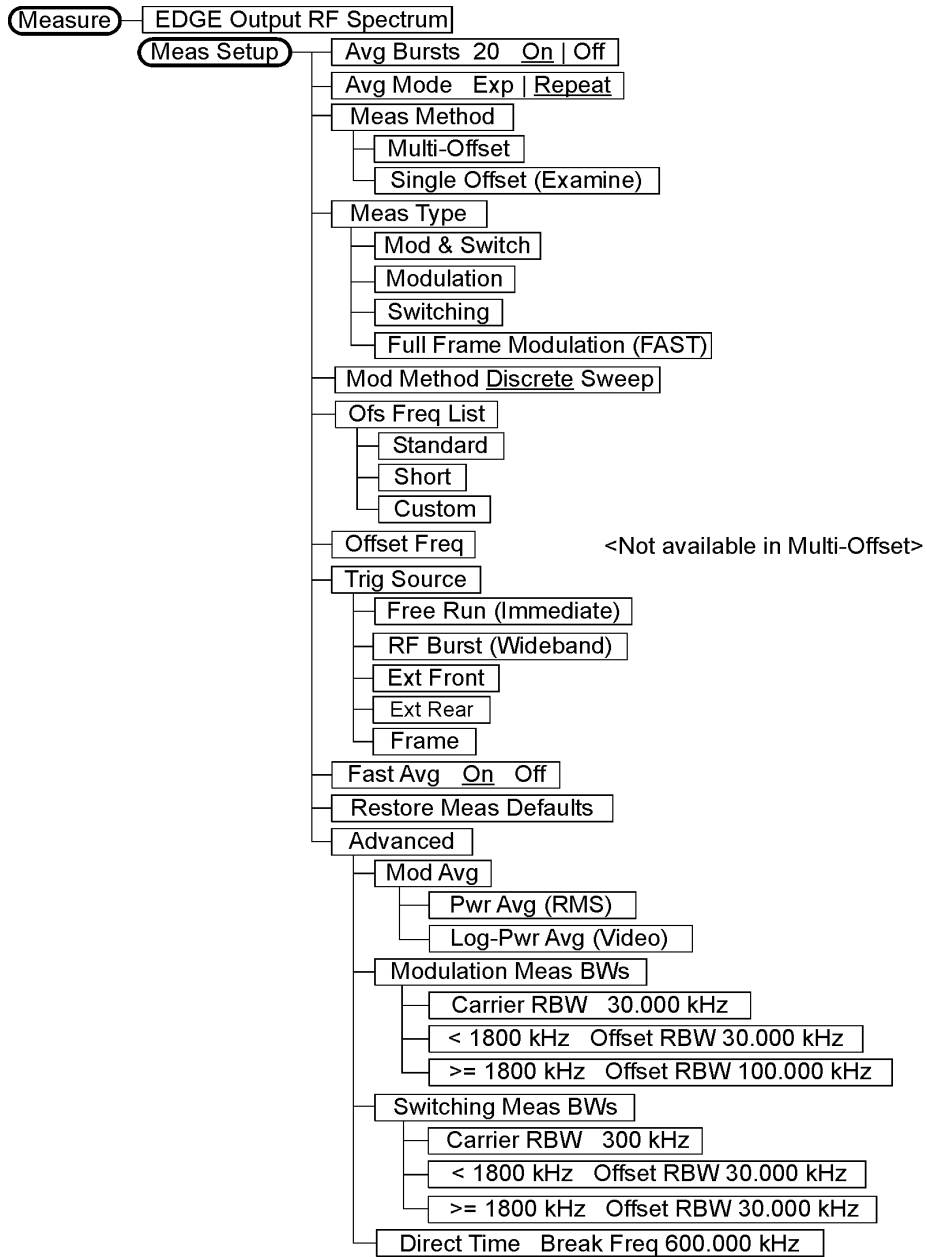 Measure
EDGE Output RF Spectrum
Meas Setup
Avg Bursts 20 On | Off
Avg Mode Exp | Repeat
Meas Method
Multi-Offset
Single Offset (Examine)
Meas Type
Mod & Switch
Modulation
Switching
Full Frame Modulation (FAST)
Mod Method Discrete Sweep
Ofs Freq List
Standard
Short
Custom
Offset Freq
<Not available in Multi-Offset>
Trig Source
Free Run (Immediate)
RF Burst (Wideband)
Ext Front
Ext Rear
Frame
Fast Avg On Off
Restore Meas Defaults
Advanced
Mod Avg
Pwr Avg (RMS)
Log-Pwr Avg (Video)
Modulation Meas BWs
Carrier RBW 30.000 kHz
< 1800 kHz Offset RBW 30.000 kHz
>= 1800 kHz Offset RBW 100.000 kHz
Switching Meas BWs
Carrier RBW 300 kHz
< 1800 kHz Offset RBW 30.000 kHz
>= 1800 kHz Offset RBW 30.000 kHz
Direct Time Break Freq 600.000 kHz